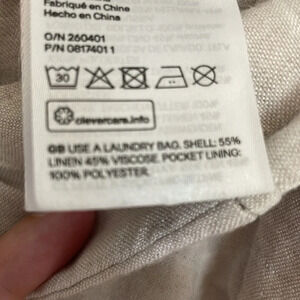 Fabriqué en China
Hecho en China
O/N 260401
P/N 0817401 1
30
clevercare.info
GB USE A LAUNDRY BAG. SHELL: 55%
LINEN 45% VISCOSE. POCKET LINING:
100% POLYESTER.